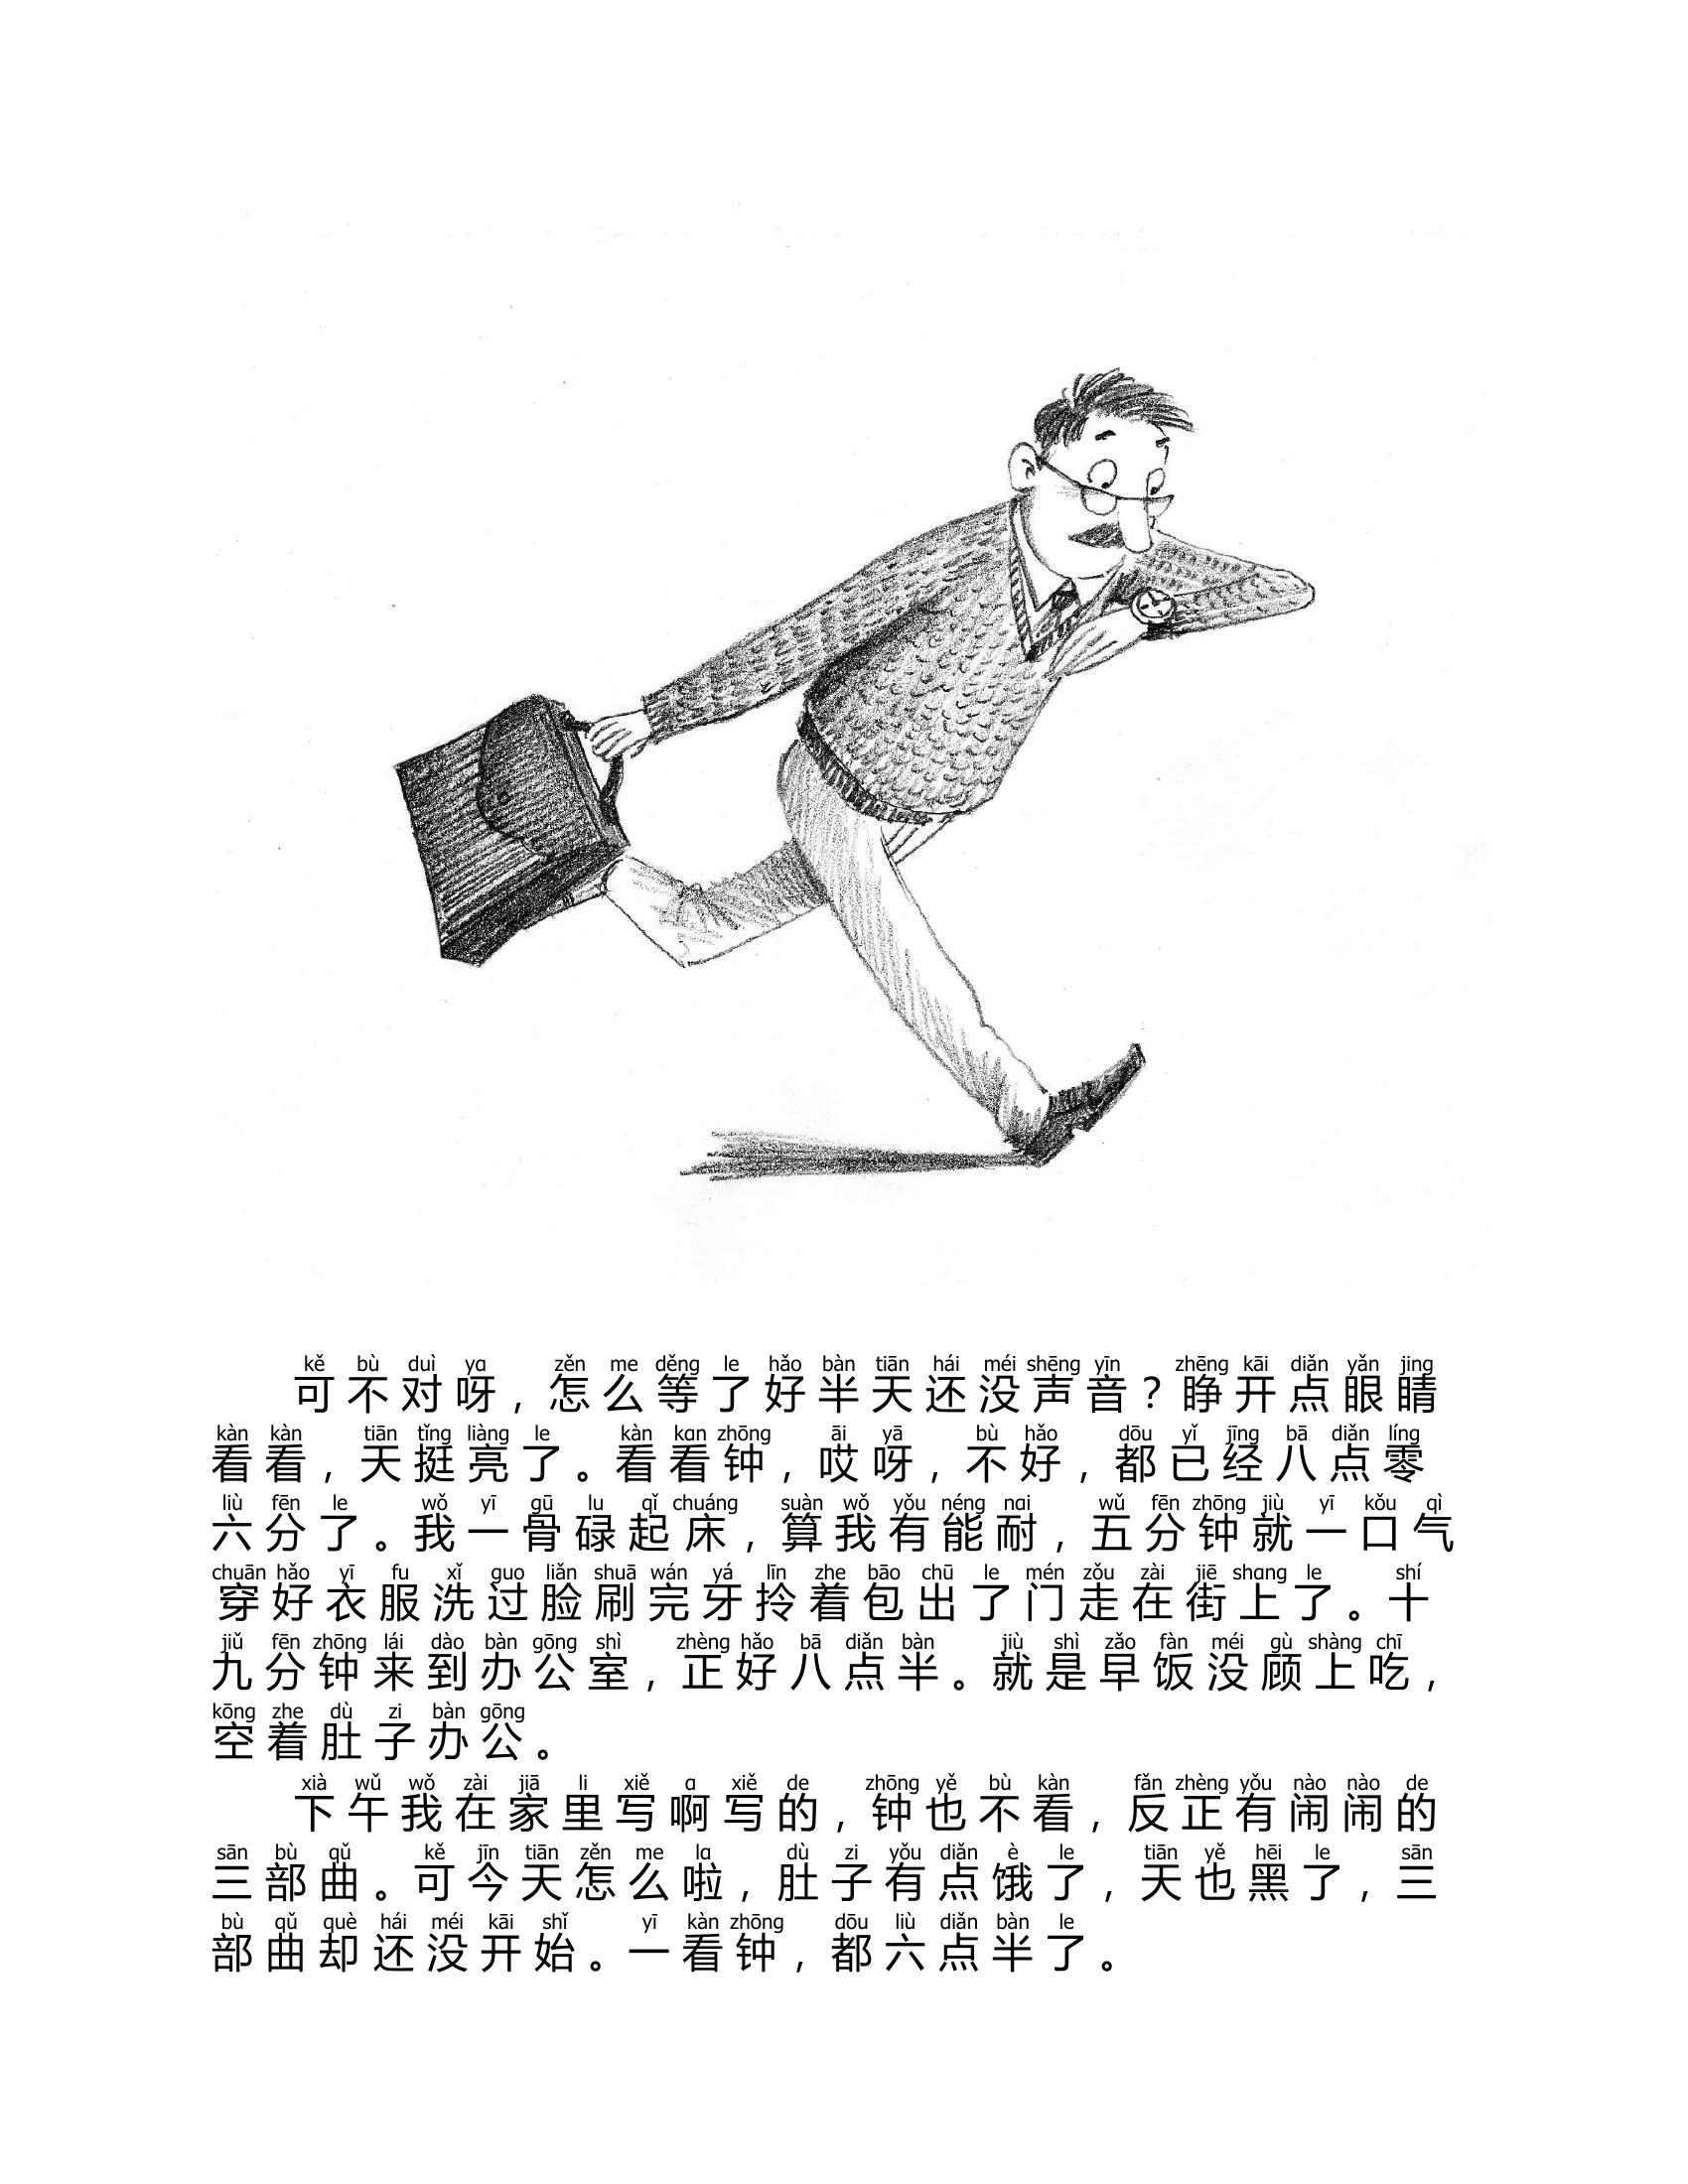 kě bù duì yɑ zěn me děng le hǎo bàn tiān hái méi shēng yīn zhēng kāi diǎn yǎn jing
可不对呀，怎么等了好半天还没声音？睁开点眼睛
kàn kàn tiān tǐng liàng le kàn kɑn zhōng āi yā bù hǎo dōu yǐ jīng bā diǎn líng
看看，天挺亮了。看看钟，哎呀，不好，都已经八点零
liù fēn le wǒ yī gū lu qǐ chuáng suàn wǒ yǒu néng nɑi wǔ fēn zhōng jiù yī kǒu qì
六分了。我一骨碌起床，算我有能耐，五分钟就一口气
chuān hǎo yī fu xǐ guo liǎn shuā wán yá līn zhe bāo chū le mén zǒu zài jiē shɑng le shí
穿好衣服洗过脸刷完牙拎着包出了门走在街上了。十
jiǔ fēn zhōng lái dào bàn gōng shì zhèng hǎo bā diǎn bàn jiù shì zǎo fàn méi gù shàng chī
九分钟来到办公室，正好八点半。就是早饭没顾上吃，
kōng zhe dù zi bàn gōng
空着肚子办公。
xià wǔ wǒ zài jiā li xiě ɑ xiě de zhōng yě bù kàn fǎn zhèng yǒu nào nào de
下午我在家里写啊写的，钟也不看，反正有闹闹的
sān bù qǔ kě jīn tiān zěn me lɑ dù zi yǒu diǎn è le tiān yě hēi le sān
三部曲。可今天怎么啦，肚子有点饿了，天也黑了，三
bù qǔ què hái méi kāi shǐ yī kàn zhōng dōu liù diǎn bàn le
部曲却还没开始。一看钟，都六点半了。